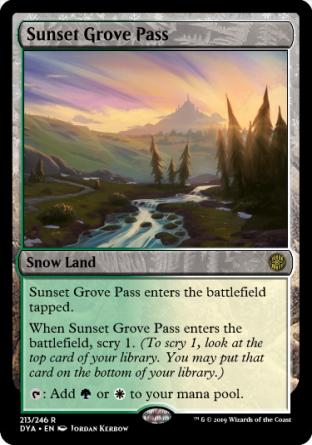 Sunset Grove Pass
Snow Land
Sunset Grove Pass enters the battlefield
tapped.
When Sunset Grove Pass enters the
battlefield, scry 1. (To scry 1, look at the
top card of your library. You may put that
card on the bottom of your library.)
: Add or to your mana pool.
213/246 R
DYA • EN Jordan Kerbow
™ & © 2019 Wizards of the Coast